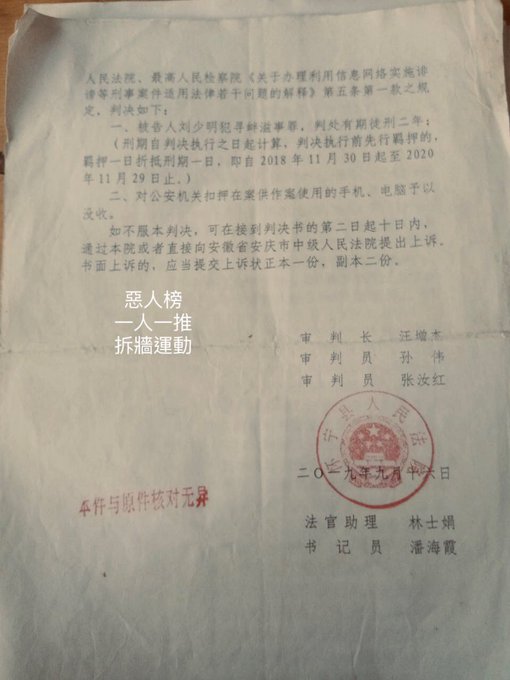 人民法院、最高人民检察院《关于办理利用信息网络实施诽
谤等刑事案件适用法律若干问题的解释》第五条第一款之规
定，判决如下：
一、被告人刘少明犯寻衅滋事罪，判处有期徒刑二年；
（刑期自判决执行之日起计算，判决执行前先行羁押的，
羁押一日折抵刑期一日，即自2018年11月30日起至2020
年11月29日止。）
二、对公安机关扣押在案供作案使用的手机、电脑予以
没收。
如不服本判决，可在接到判决书的第二日起十日内，
通过本院或者直接向安徽省安庆市中级人民法院提出上诉。
书面上诉的，应当提交上诉状正本一份，副本二份。
惡人榜
一人一推
拆牆運動
审判长 汪增杰
审判员 孙伟
审判员 张汝红
怀宁县人民法院
二〇一九年九月十六日
本件与原件核对无异
法官助理 林士娟
书记员 潘海霞